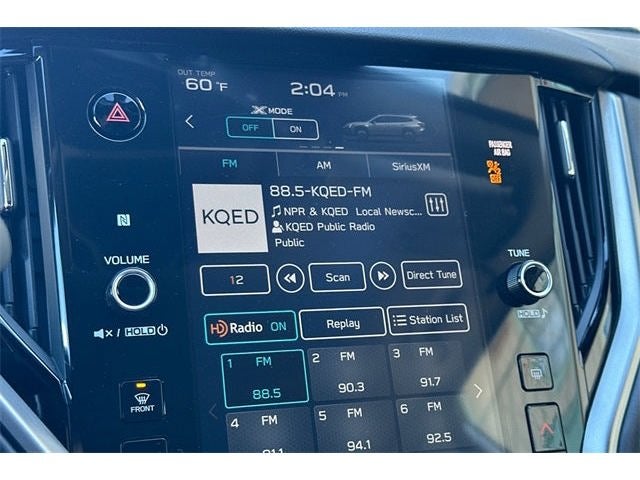 OUT TEMP
60°F 2:04 PM
X MODE
OFF ON
FM AM SiriusXM
PASSENGER
AIR BAG
KQED
88.5-KQED-FM
NPR & KQED Local Newsc...
KQED Public Radio
Public
N
VOLUME
TUNE
12 Scan Direct Tune
HOLD
HOLD
HD Radio ON Replay Station List
1 FM 2 FM 3 FM
88.5 90.3 91.7
FRONT
4 FM 5 FM 6 FM
94.1 92.5